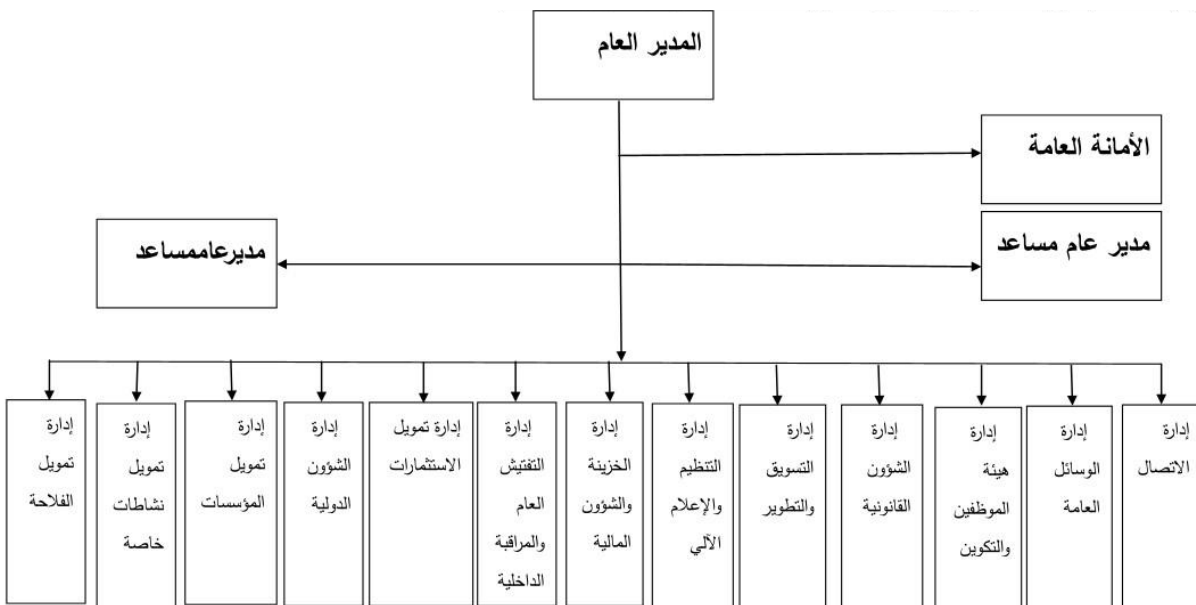 المدير العام
الأمانة العامة
مدير عام مساعد
مديرعاممساعد
إدارة
الاتصال
إدارة
الوسائل
العامة
إدارة
هيئة
الموظفين
والتكوين
إدارة
الشؤون
القانونية
إدارة
التسويق
والتطوير
إدارة
التنظيم
والإعلام
الآلي
إدارة
الخزينة
والشؤون
المالية
إدارة
التفتيش
العام
والمراقبة
الداخلية
إدارة تمويل
الاستثمارات
إدارة
الشؤون
الدولية
إدارة
تمويل
المؤسسات
إدارة
تمويل
نشاطات
خاصة
إدارة
تمويل
الفلاحة